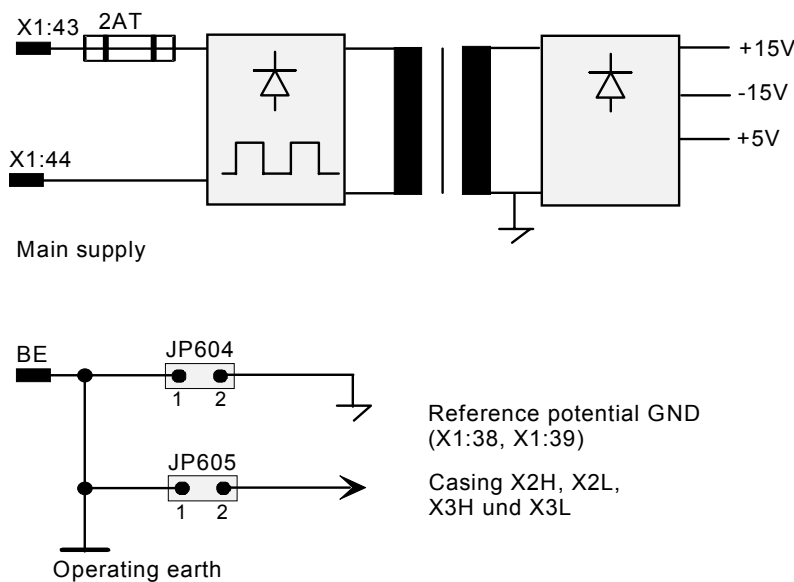 X1:43
2AT
+15V
-15V
+5V
X1:44
Main supply
BE
JP604
1 2
Reference potential GND
(X1:38, X1:39)
JP605
1 2
Casing X2H, X2L,
X3H und X3L
Operating earth